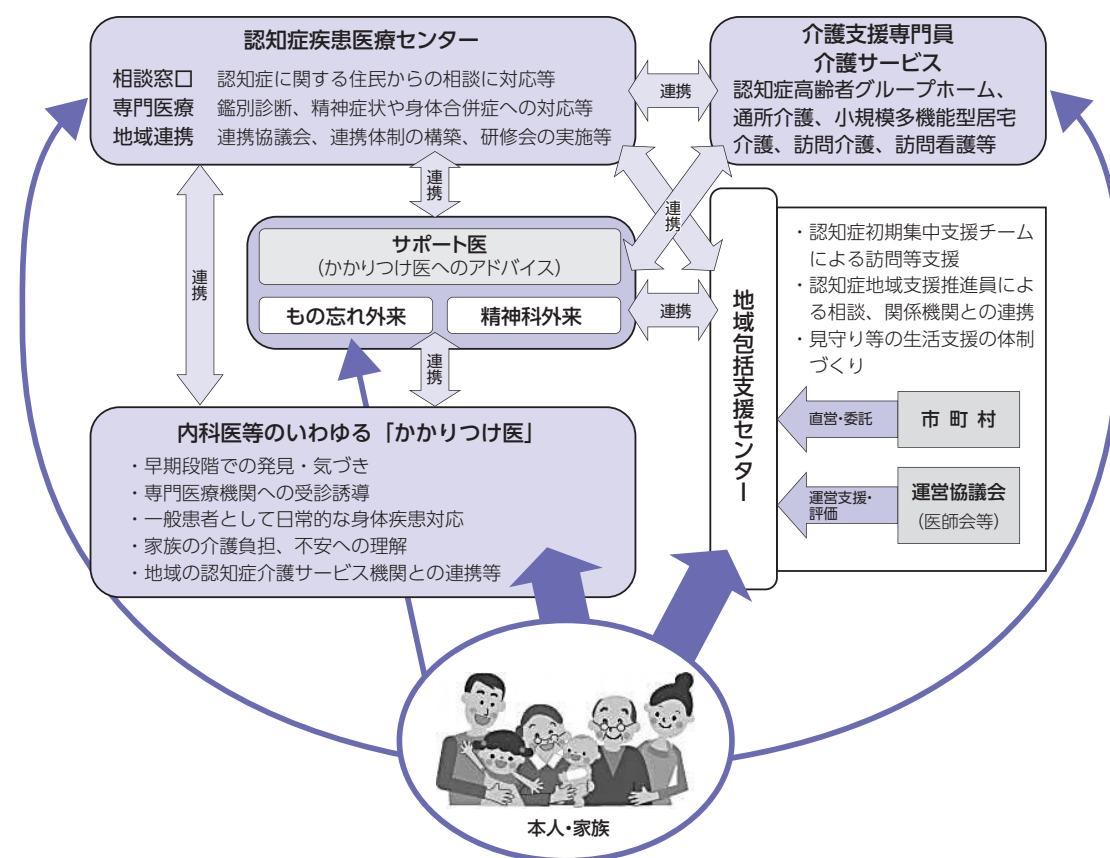 認知症疾患医療センター
相談窓口 認知症に関する住民からの相談に対応等
専門医療 鑑別診断、精神症状や身体合併症への対応等
地域連携 連携協議会、連携体制の構築、研修会の実施等
連携
介護支援専門員
介護サービス
認知症高齢者グループホーム、
通所介護、小規模多機能型居宅
介護、訪問介護、訪問看護等
連携
連携
連携
サポート医
(かかりつけ医へのアドバイス)
もの忘れ外来
精神科外来
連携
連携
地域包括支援センター
・認知症初期集中支援チーム
による訪問等支援
・認知症地域支援推進員によ
る相談、関係機関との連携
・見守り等の生活支援の体制
づくり
直営・委託
市町村
運営支援・
評価
運営協議会
(医師会等)
内科医等のいわゆる「かかりつけ医」
・早期段階での発見・気づき
・専門医療機関への受診誘導
・一般患者として日常的な身体疾患対応
・家族の介護負担、不安への理解
・地域の認知症介護サービス機関との連携等
本人・家族